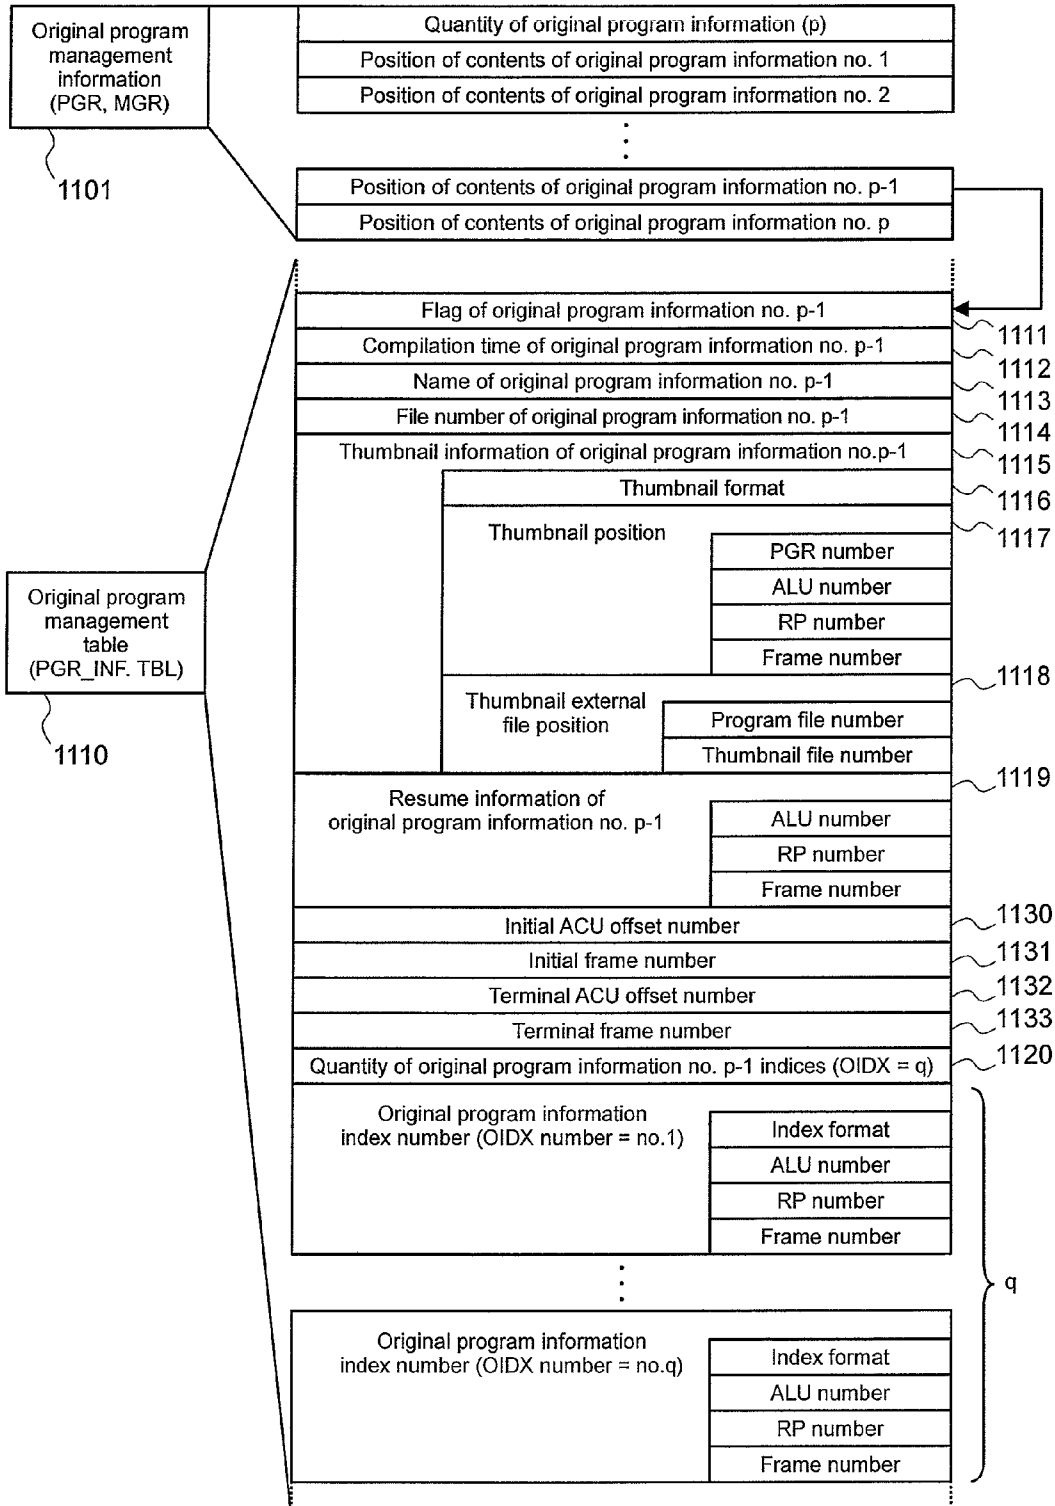 Original program
management
information
(PGR, MGR)
1101
Quantity of original program information (p)
Position of contents of original program information no. 1
Position of contents of original program information no. 2
Position of contents of original program information no. p-1
Position of contents of original program information no. p
Original program
management
table
(PGR_INF. TBL)
1110
Flag of original program information no. p-1
1111
Compilation time of original program information no. p-1
1112
Name of original program information no. p-1
1113
File number of original program information no. p-1
1114
Thumbnail information of original program information no.p-1
1115
Thumbnail format
1116
Thumbnail position
1117
PGR number
ALU number
RP number
Frame number
Thumbnail external
file position
1118
Program file number
Thumbnail file number
Resume information of
original program information no. p-1
1119
ALU number
RP number
Frame number
Initial ACU offset number
1130
Initial frame number
1131
Terminal ACU offset number
1132
Terminal frame number
1133
Quantity of original program information no. p-1 indices (OIDX = q)
1120
Original program information
index number (OIDX number = no.1)
Index format
ALU number
RP number
Frame number
q
Original program information
index number (OIDX number = no.q)
Index format
ALU number
RP number
Frame number